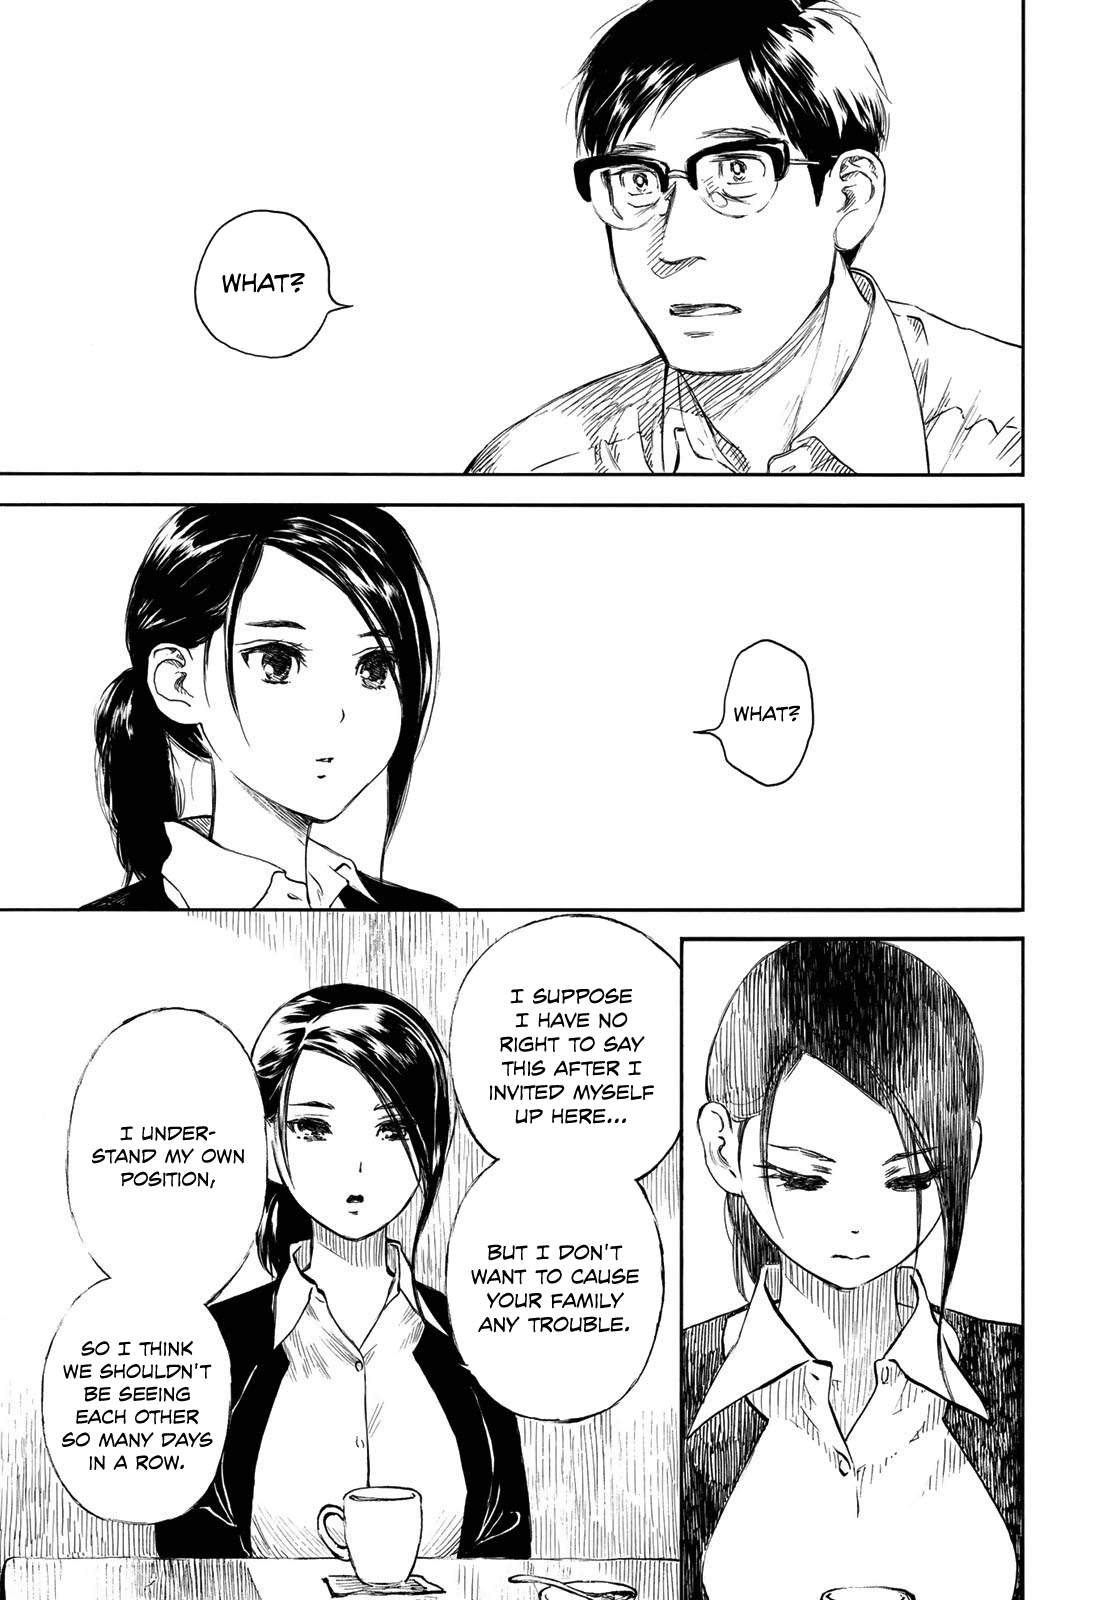 WHAT?
WHAT?
I SUPPOSE
I HAVE NO
RIGHT TO SAY
THIS AFTER I
INVITED MYSELF
UP HERE...
BUT I DON'T
WANT TO CAUSE
YOUR FAMILY
ANY TROUBLE.
I UNDER-
STAND MY OWN
POSITION,
SO I THINK
WE SHOULDN'T
BE SEEING
EACH OTHER
SO MANY DAYS
IN A ROW.